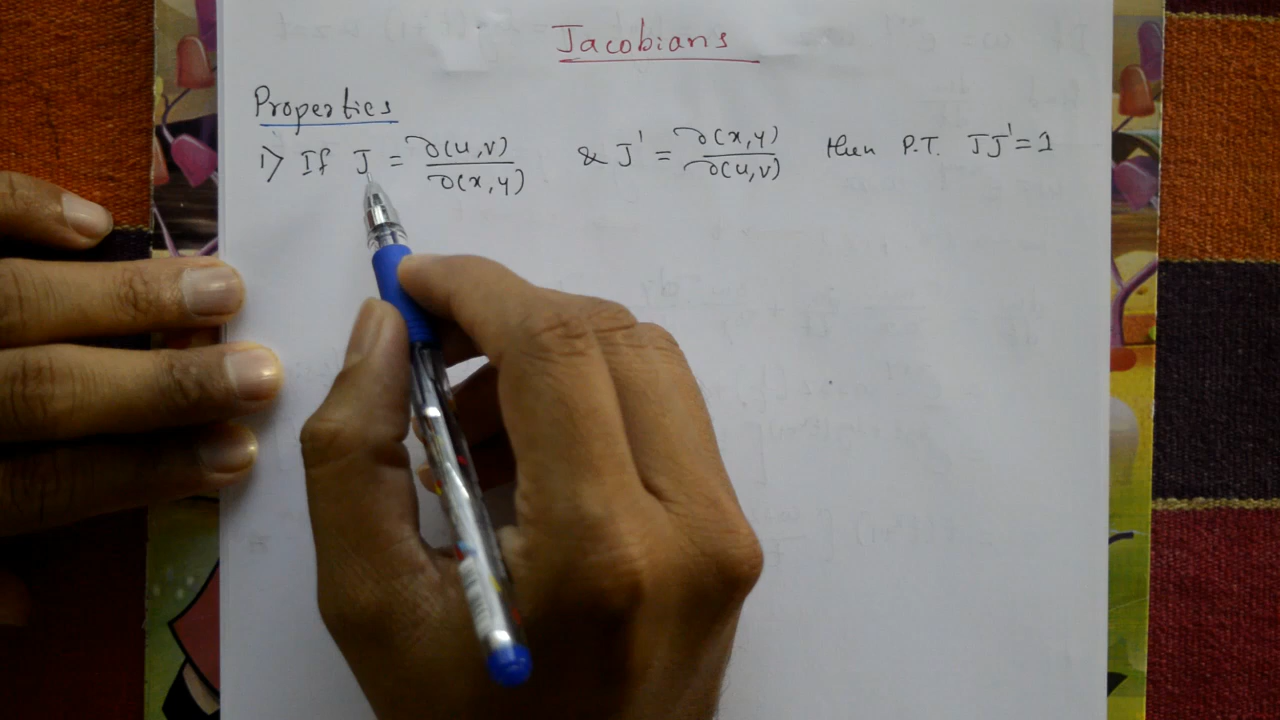 Jacobians
Properties
1) If J = ∂(u,v)/∂(x,y) & J' = ∂(x,y)/∂(u,v) then P.T. JJ' = 1